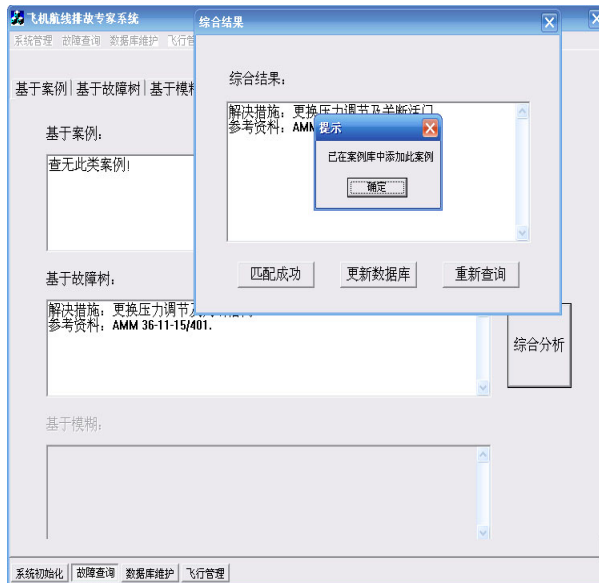 飞机航线排故专家系统
综合结果
系统管理 故障查询 数据库维护 飞行管
基于案例 基于故障树 基于模糊
综合结果：
解决措施：更换压力调节及关断活门
参考资料：AMM
提示
已在案例库中添加此案例
确定
基于案例：
查无此类案例！
匹配成功 更新数据库 重新查询
基于故障树：
解决措施：更换压力调节
参考资料：AMM 36-11-15/401.
综合分析
基于模糊：
系统初始化 故障查询 数据库维护 飞行管理